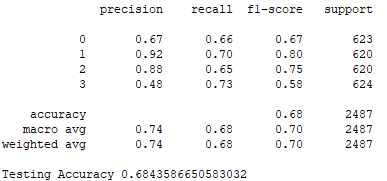 precision recall f1-score support
0 0.67 0.66 0.67 623
1 0.92 0.70 0.80 620
2 0.88 0.65 0.75 620
3 0.48 0.73 0.58 624
accuracy 0.68 2487
macro avg 0.74 0.68 0.70 2487
weighted avg 0.74 0.68 0.70 2487
Testing Accuracy 0.6843586650583032